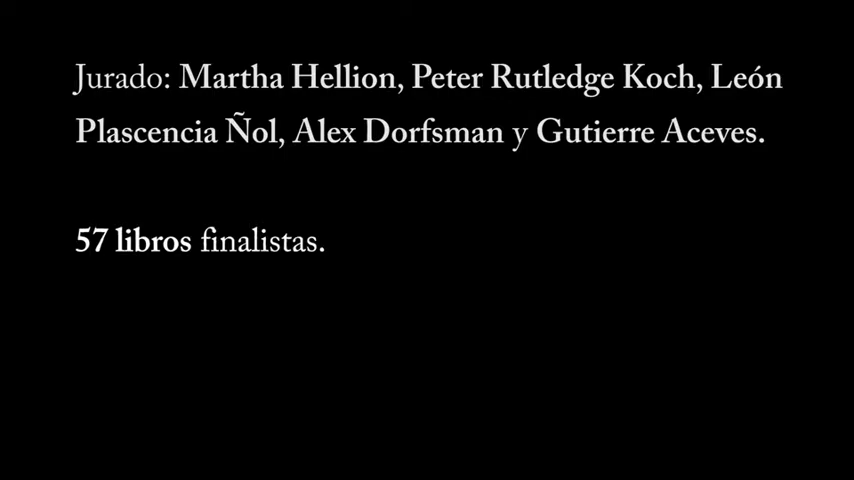 Jurado: Martha Hellion, Peter Rutledge Koch, León
Plascencia Ñol, Alex Dorfsman y Gutierre Aceves.
57 libros finalistas.